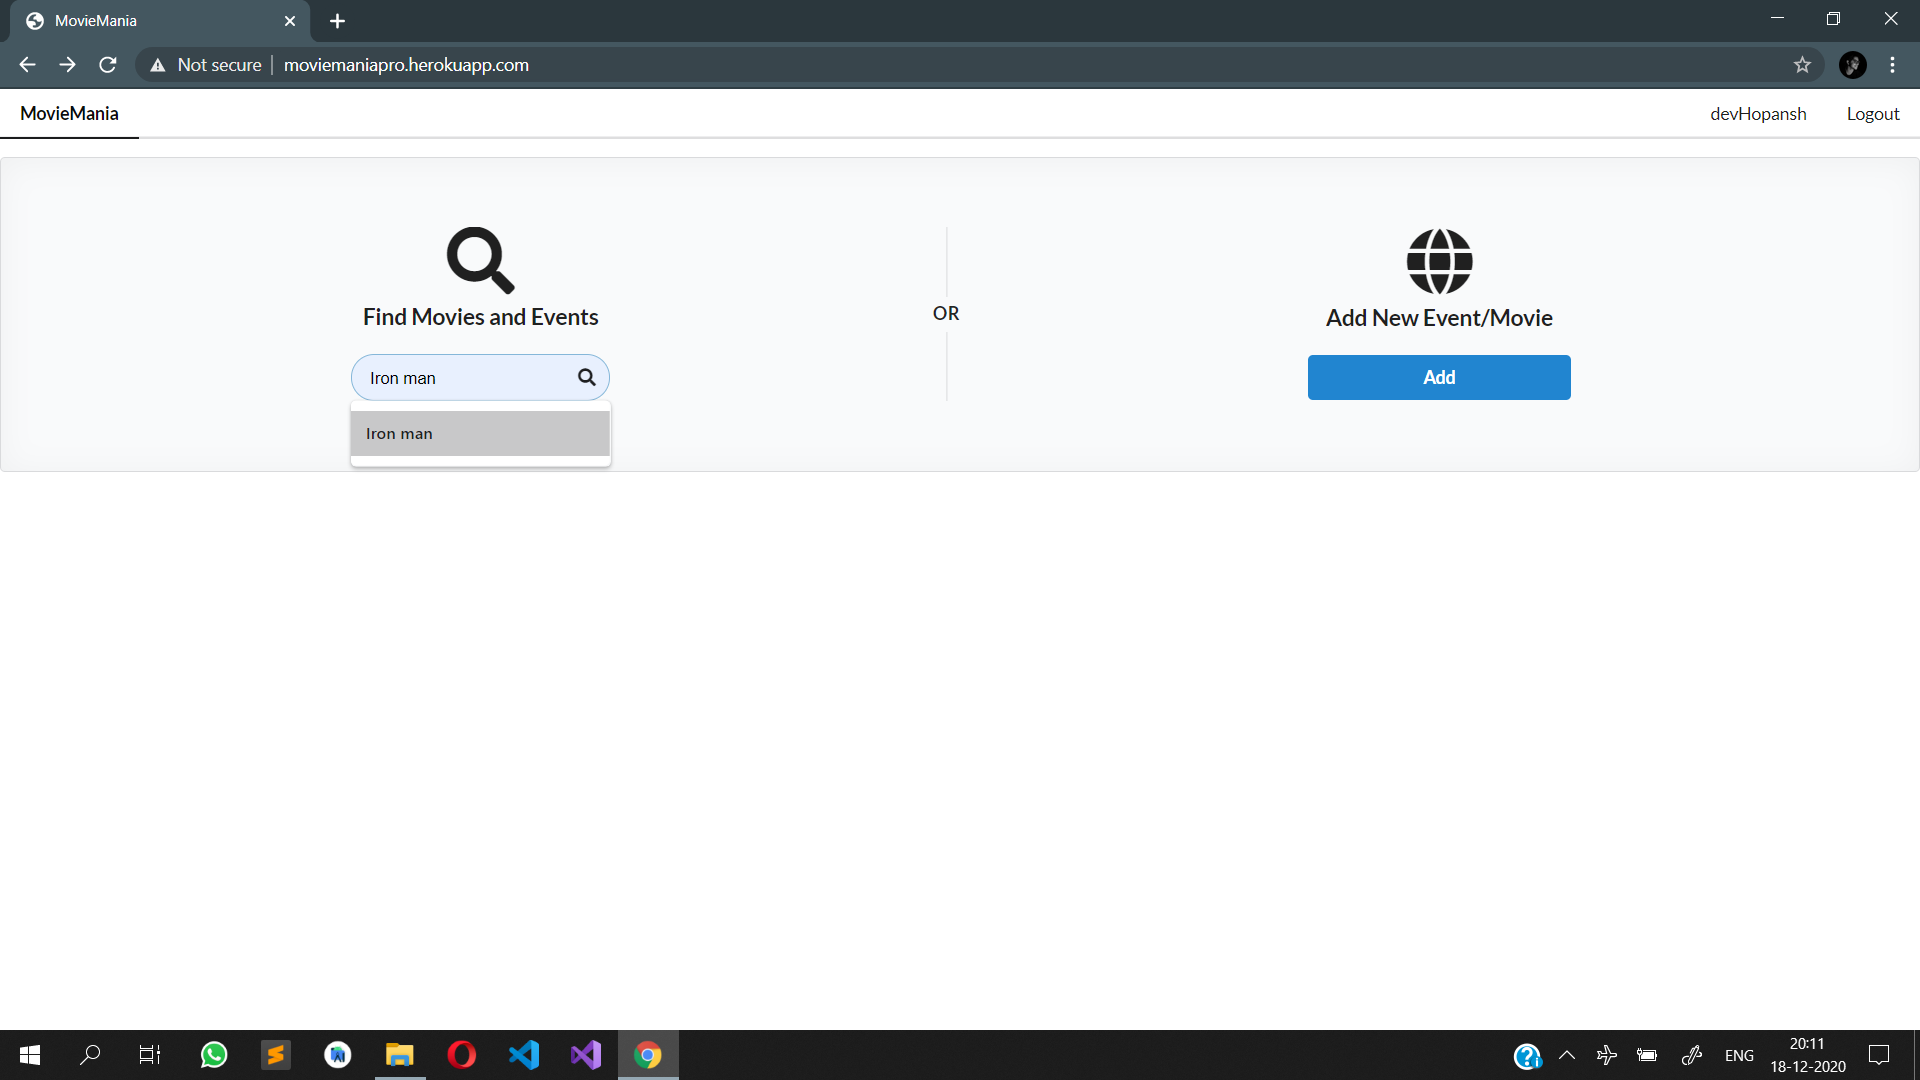 MovieMania
Not secure
moviemaniapro.herokuapp.com
MovieMania
devHopansh
Logout
Find Movies and Events
Iron man
Iron man
OR
Add New Event/Movie
Add
ENG
20:11
18-12-2020